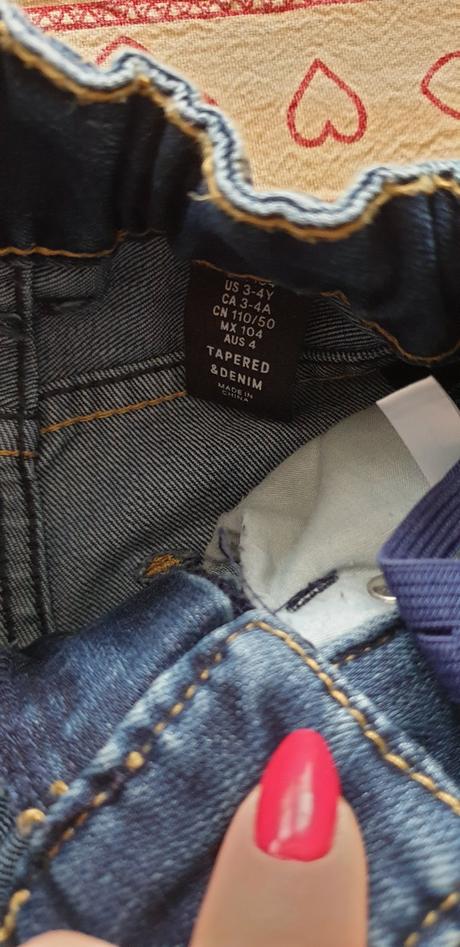 US 3-4Y
CA 3-4A
CN 110/50
MX 104
AUS 4
TAPERED
&DENIM
MADE IN
CHINA